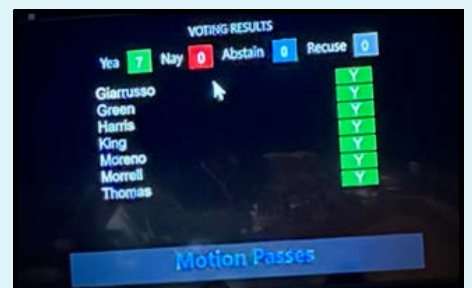 VOTING RESULTS
Yea 7 Nay 0 Abstain 0 Recuse 0
Giarrusso Y
Green Y
Harris Y
King Y
Moreno Y
Morrell Y
Thomas Y
Motion Passes